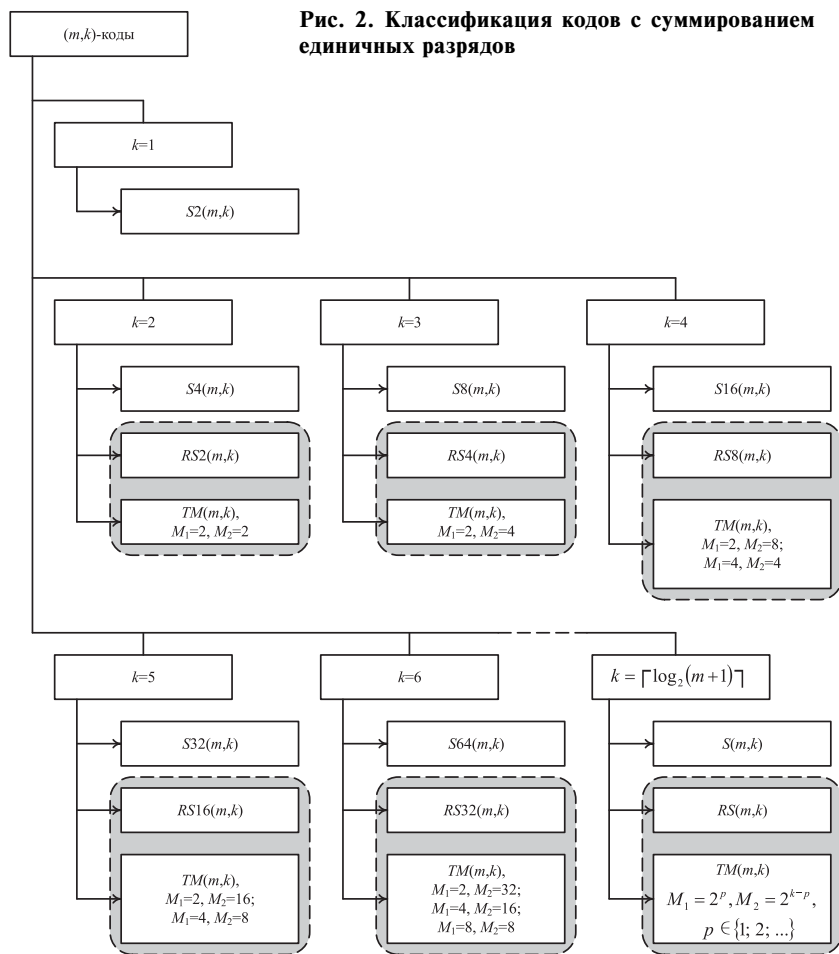 (m,k)-коды
Рис. 2. Классификация кодов с суммированием
единичных разрядов
k=1
S2(m,k)
k=2
k=3
k=4
S4(m,k)
S8(m,k)
S16(m,k)
RS2(m,k)
RS4(m,k)
RS8(m,k)
TM(m,k),
M₁=2, M₂=2
TM(m,k),
M₁=2, M₂=4
TM(m,k),
M₁=2, M₂=8;
M₁=4, M₂=4
k=5
k=6
k = ⌈log₂(m+1)⌉
S32(m,k)
S64(m,k)
S(m,k)
RS16(m,k)
RS32(m,k)
RS(m,k)
TM(m,k),
M₁=2, M₂=16;
M₁=4, M₂=8
TM(m,k),
M₁=2, M₂=32;
M₁=4, M₂=16;
M₁=8, M₂=8
TM(m,k)
M₁ = 2ᵖ, M₂ = 2ᵏ⁻ᵖ,
p ∈ {1; 2; ...}